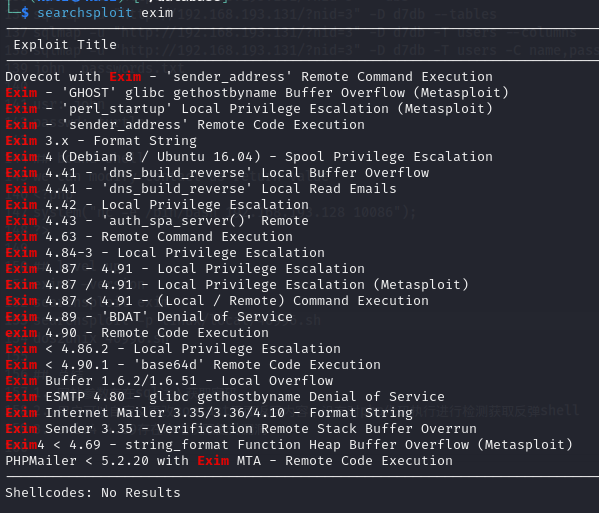 └─$ searchsploit exim
Exploit Title
Dovecot with Exim - 'sender_address' Remote Command Execution
Exim - 'GHOST' glibc gethostbyname Buffer Overflow (Metasploit)
Exim - 'perl_startup' Local Privilege Escalation (Metasploit)
Exim - 'sender_address' Remote Code Execution
Exim 3.x - Format String
Exim 4 (Debian 8 / Ubuntu 16.04) - Spool Privilege Escalation
Exim 4.41 - 'dns_build_reverse' Local Buffer Overflow
Exim 4.41 - 'dns_build_reverse' Local Read Emails
Exim 4.42 - Local Privilege Escalation
Exim 4.43 - 'auth_spa_server()' Remote
Exim 4.63 - Remote Command Execution
Exim 4.84-3 - Local Privilege Escalation
Exim 4.87 - 4.91 - Local Privilege Escalation
Exim 4.87 / 4.91 - Local Privilege Escalation (Metasploit)
Exim 4.87 < 4.91 - (Local / Remote) Command Execution
Exim 4.89 - 'BDAT' Denial of Service
Exim 4.90 - Remote Code Execution
Exim < 4.86.2 - Local Privilege Escalation
Exim < 4.90.1 - 'base64d' Remote Code Execution
Exim Buffer 1.6.2/1.6.51 - Local Overflow
Exim ESMTP 4.80 - glibc gethostbyname Denial of Service
Exim Internet Mailer 3.35/3.36/4.10 - Format String
Exim Sender 3.35 - Verification Remote Stack Buffer Overrun
Exim4 < 4.69 - string_format Function Heap Buffer Overflow (Metasploit)
PHPMailer < 5.2.20 with Exim MTA - Remote Code Execution
Shellcodes: No Results